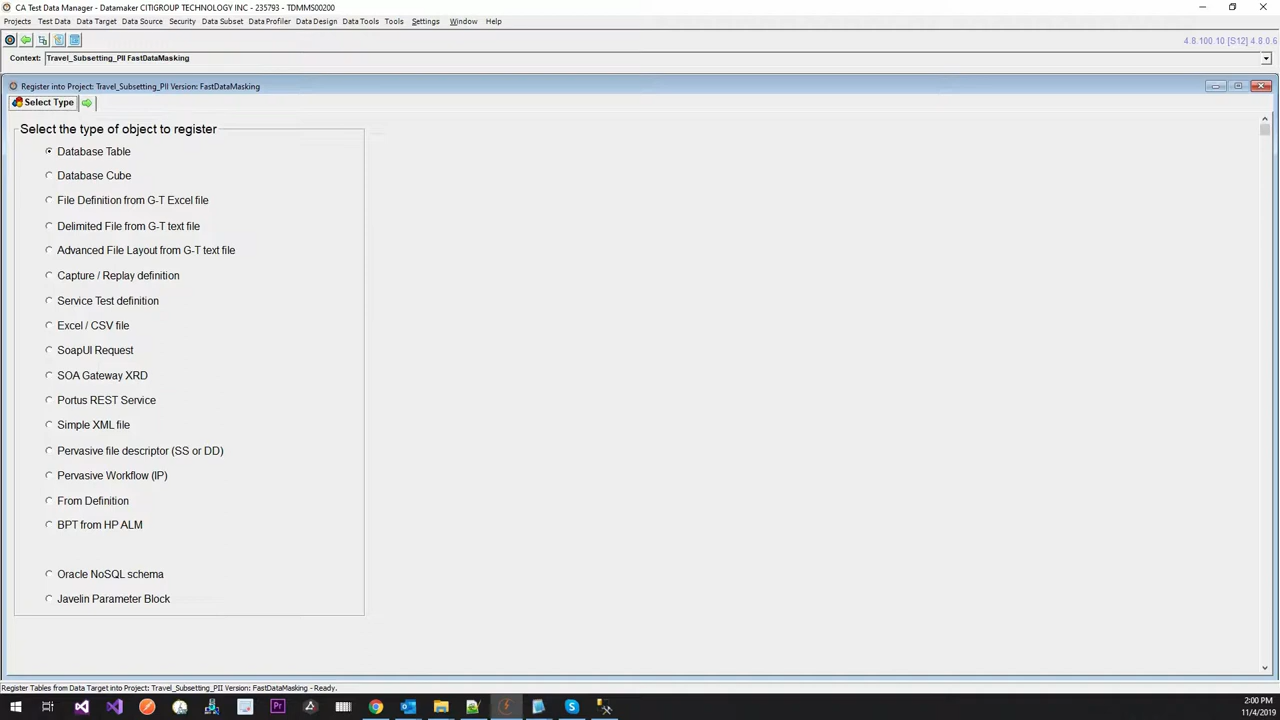 CA Test Data Manager - Datamaker CITIGROUP TECHNOLOGY INC - 235793 - TDMMS00200
Projects Test Data Data Target Data Source Security Data Subset Data Profiler Data Design Data Tools Tools Settings Window Help
4.8.100.10 [S12] 4.8.0.6
Context: Travel_Subsetting_PII FastDataMasking
Register into Project: Travel_Subsetting_PII Version: FastDataMasking
Select Type
Select the type of object to register
Database Table
Database Cube
File Definition from G-T Excel file
Delimited File from G-T text file
Advanced File Layout from G-T text file
Capture / Replay definition
Service Test definition
Excel / CSV file
SoapUI Request
SOA Gateway XRD
Portus REST Service
Simple XML file
Pervasive file descriptor (SS or DD)
Pervasive Workflow (IP)
From Definition
BPT from HP ALM
Oracle NoSQL schema
Javelin Parameter Block
Register Tables from Data Target into Project: Travel_Subsetting_PII Version: FastDataMasking - Ready.
2:00 PM
11/4/2019